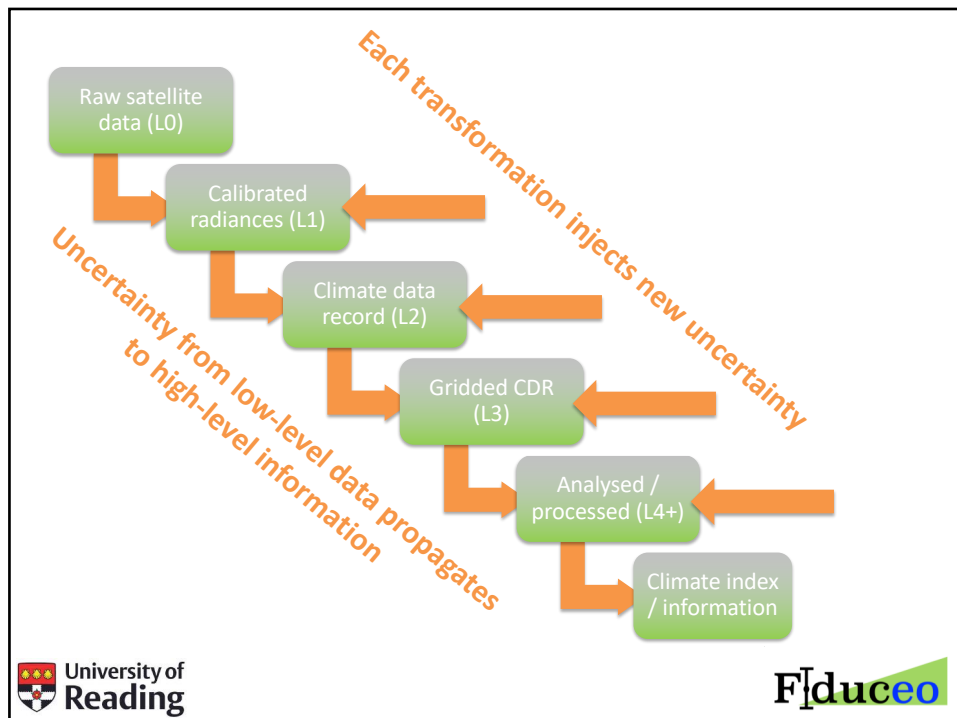 Raw satellite
data (L0)
Each transformation injects new uncertainty
Calibrated
radiances (L1)
Climate data
record (L2)
Gridded CDR
(L3)
Analysed /
processed (L4+)
Climate index
/ information
Uncertainty from low-level data propagates
to high-level information
University of
Reading
Fiduceo